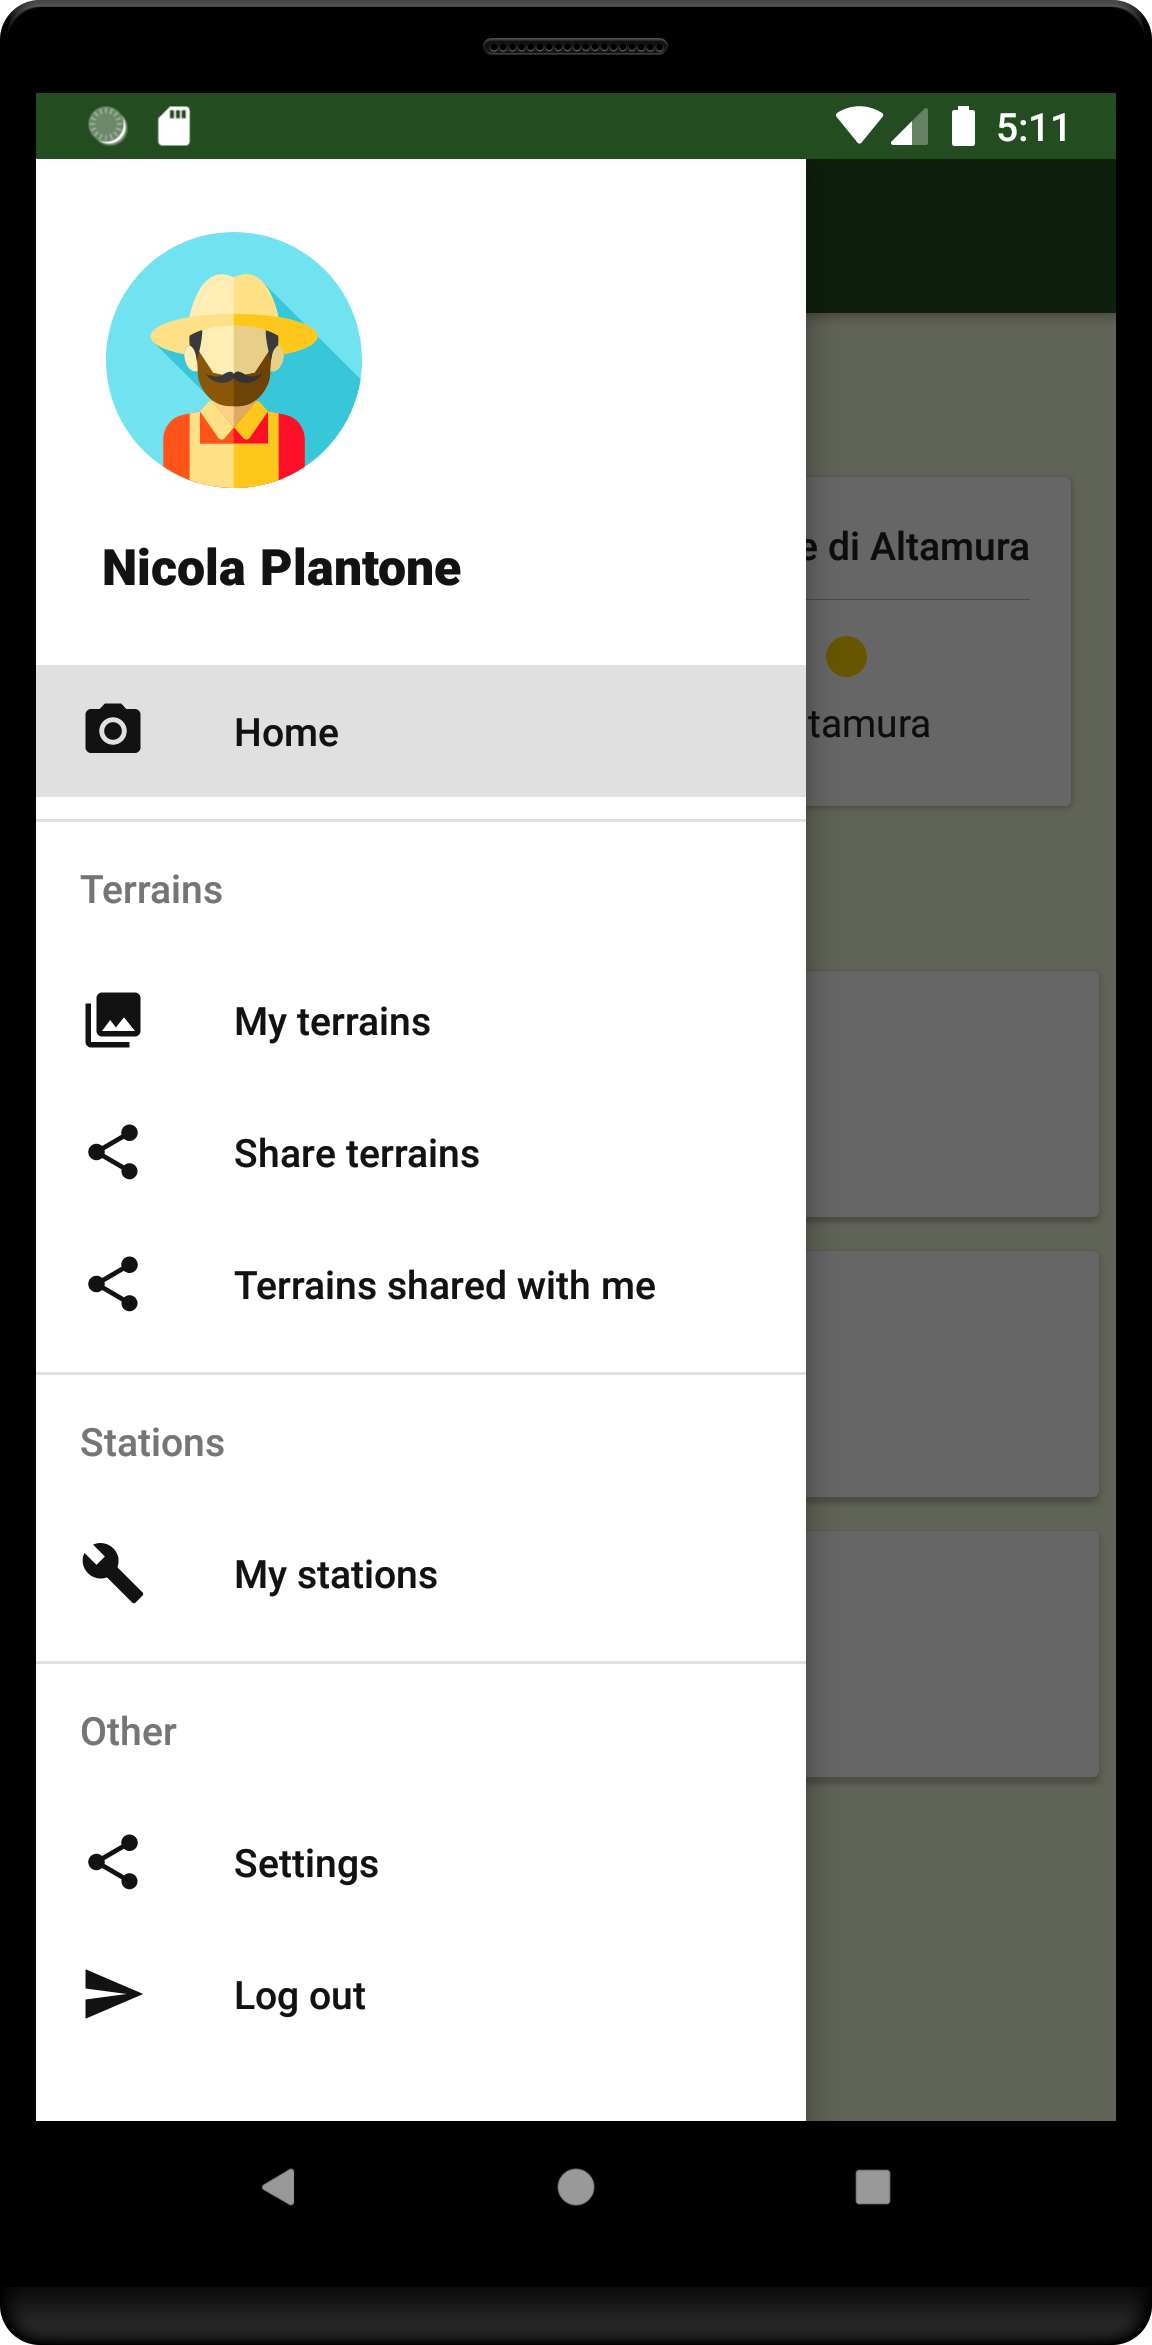 5:11
Nicola Plantone
e di Altamura
tamura
Home
Terrains
My terrains
Share terrains
Terrains shared with me
Stations
My stations
Other
Settings
Log out